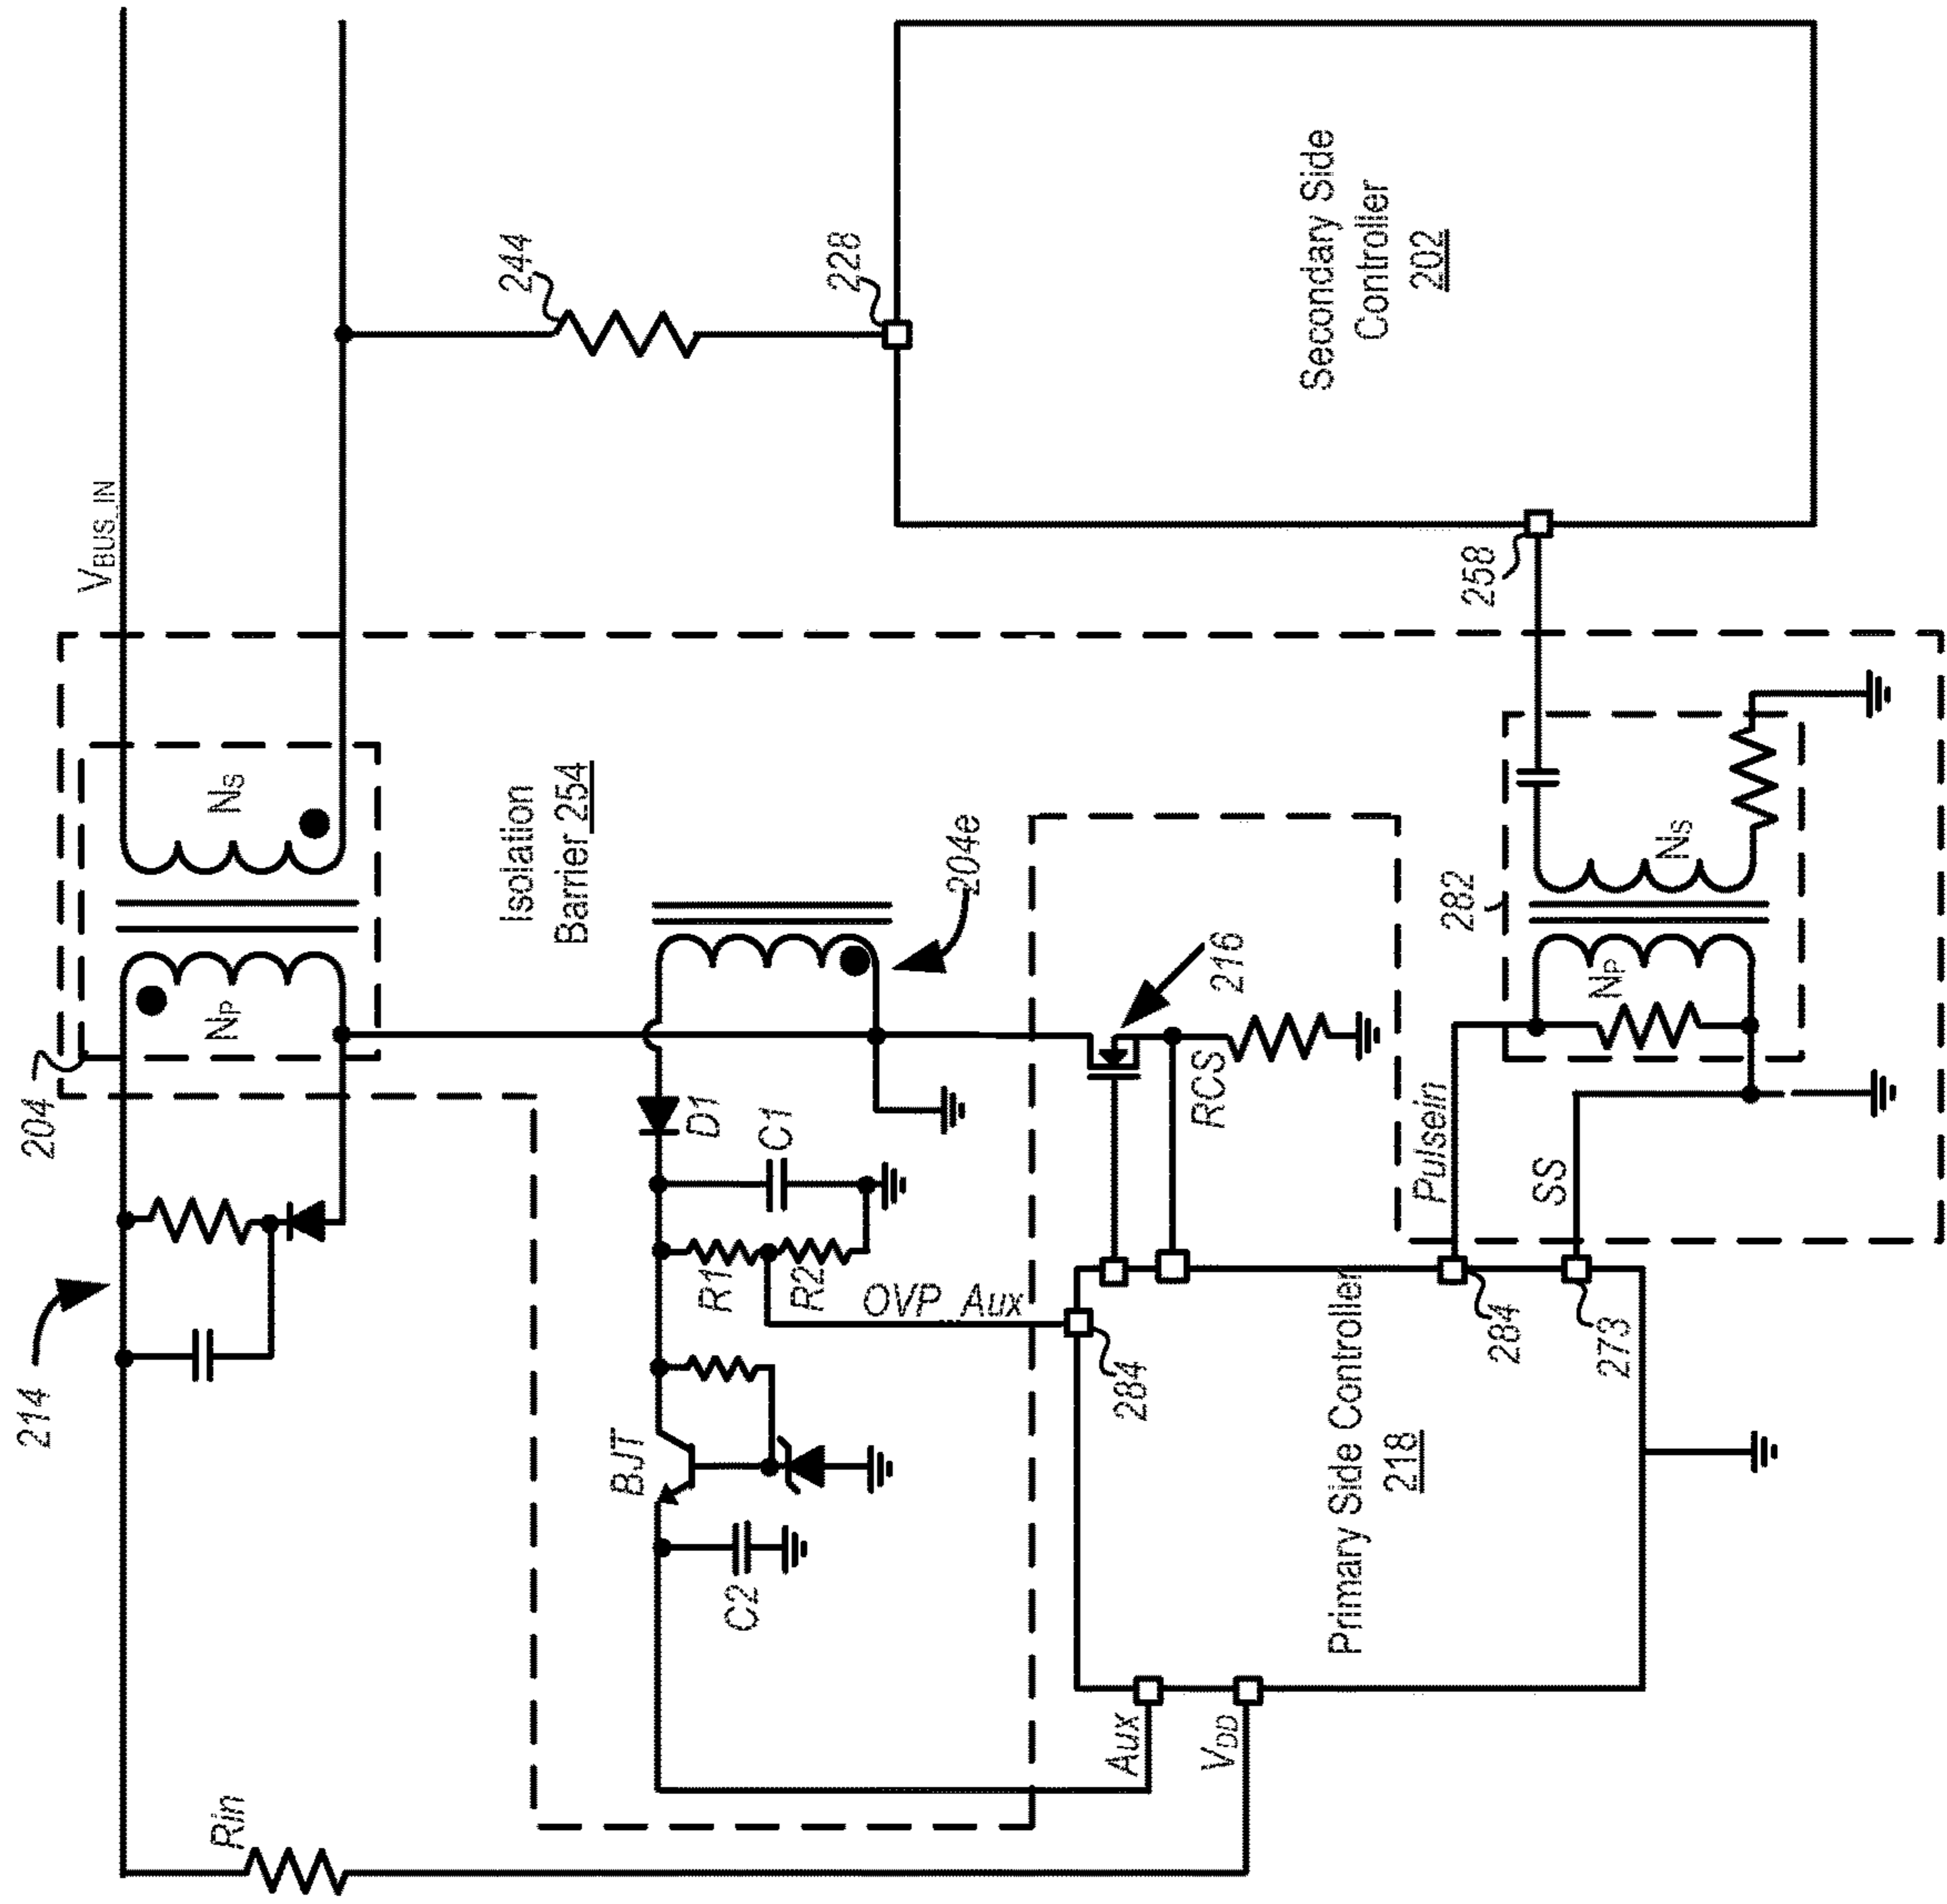 214
204
Rin
NP
NS
VBUS_IN
Isolation
Barrier 254
204e
D1
C1
R1
R2
OVP_Aux
BJT
C2
216
RCS
244
228
Secondary Side
Controller
202
258
282
NP
NS
Pulsein
SS
284
284
273
Primary Side Controller
218
Aux
VDD